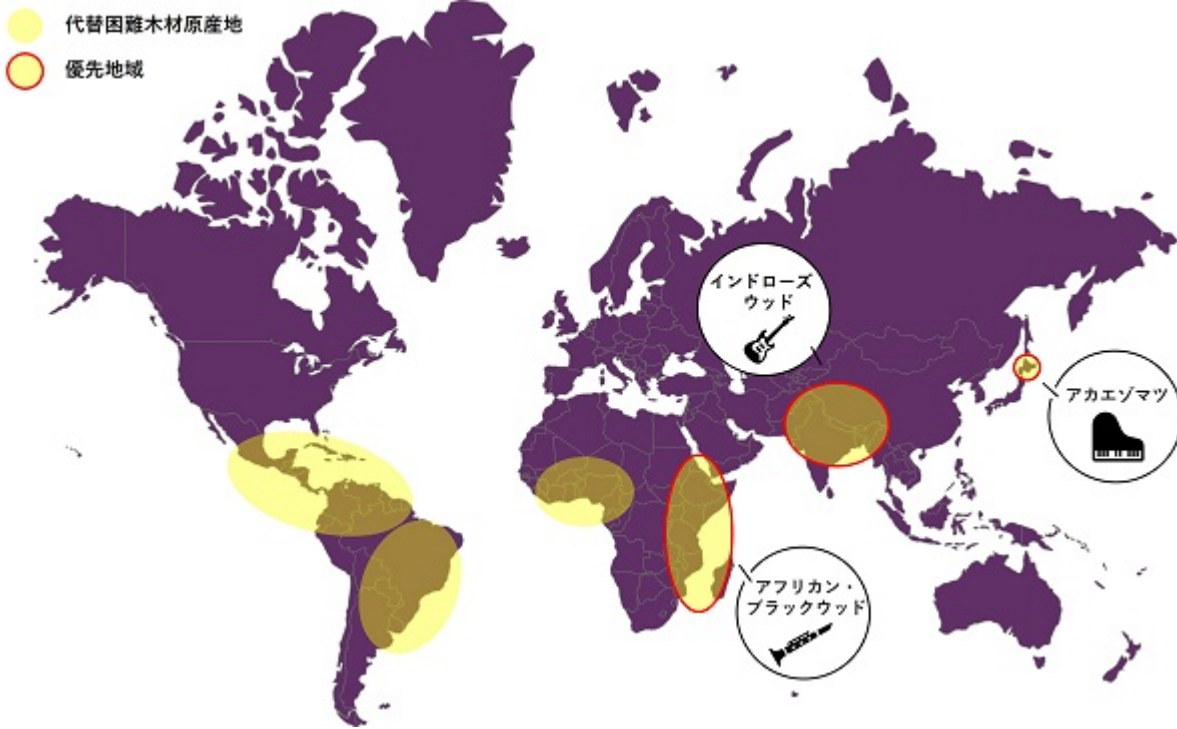 代替困難木材原産地
優先地域
インドローズ
ウッド
アカエゾマツ
アフリカン・
ブラックウッド